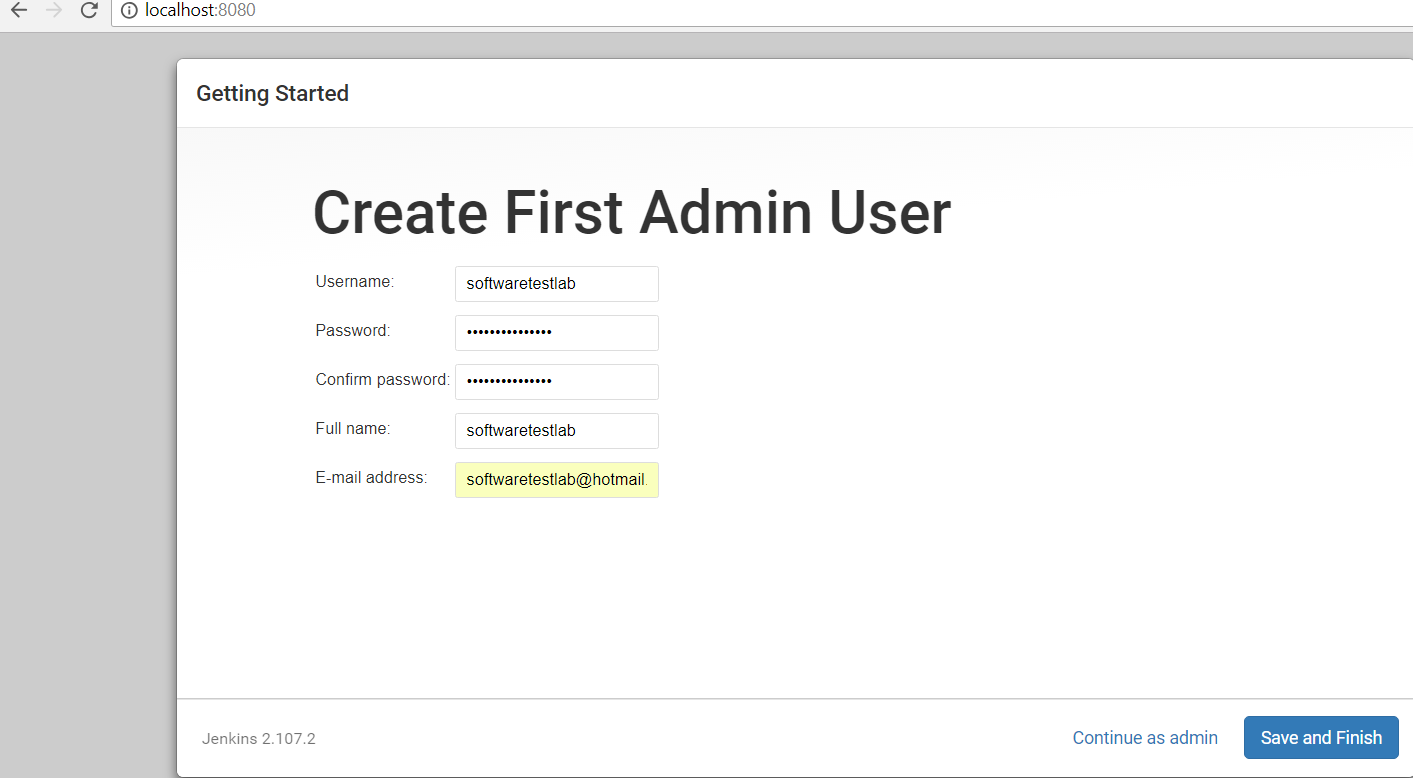 localhost:8080
Getting Started
Create First Admin User
Username: softwaretestlab
Password: •••••••••••••••
Confirm password: •••••••••••••••
Full name: softwaretestlab
E-mail address: softwaretestlab@hotmail.
Jenkins 2.107.2 Continue as admin Save and Finish